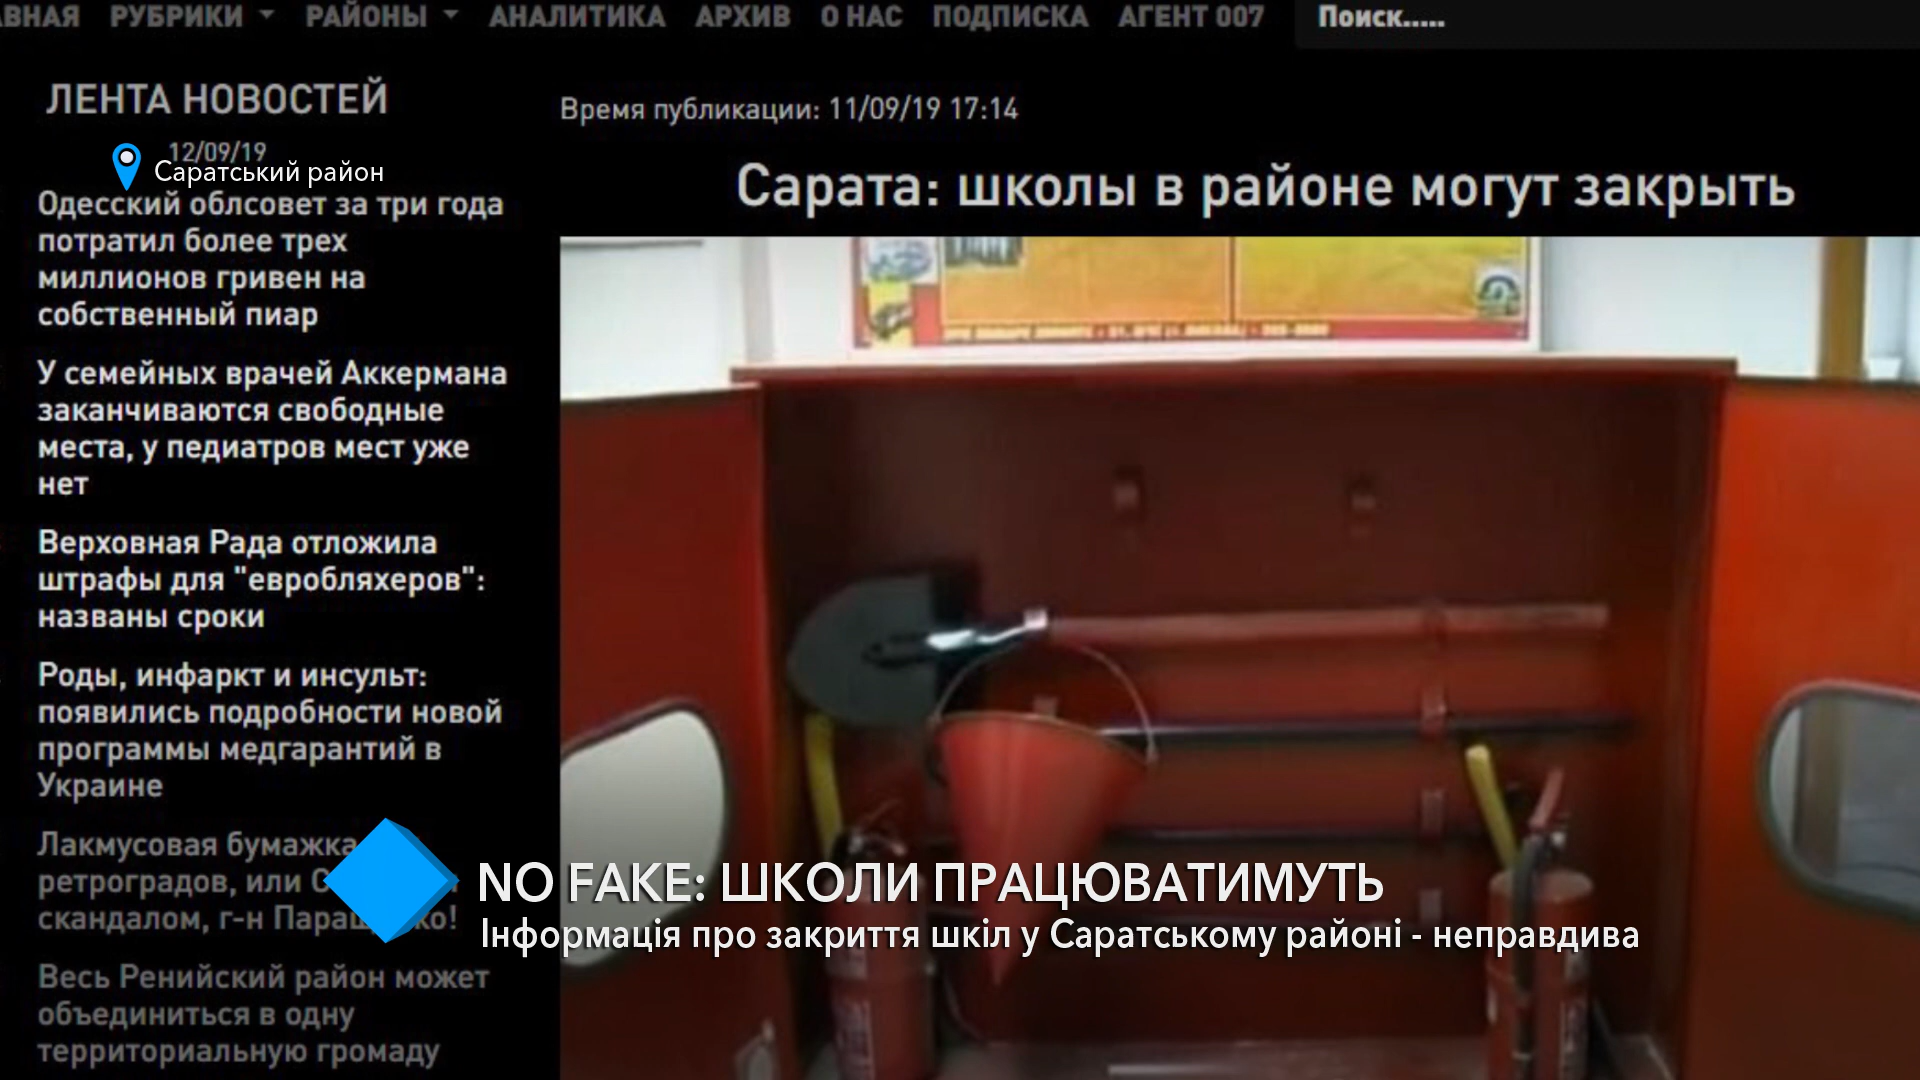 АВНАЯ РУБРИКИ РАЙОНЫ АНАЛИТИКА АРХИВ О НАС ПОДПИСКА АГЕНТ 007 Поиск.....
ЛЕНТА НОВОСТЕЙ
12/09/19
Саратський район
Одесский облсовет за три года
потратил более трех
миллионов гривен на
собственный пиар
У семейных врачей Аккермана
заканчиваются свободные
места, у педиатров мест уже
нет
Верховная Рада отложила
штрафы для "евробляхеров":
названы сроки
Роды, инфаркт и инсульт:
появились подробности новой
программы медгарантий в
Украине
Лакмусовая бумажка
ретроградов, или
скандалом, г-н
Весь Ренийский район может
объединиться в одну
территориальную громаду
Время публикации: 11/09/19 17:14
Сарата: школы в районе могут закрыть
NO FAKE: ШКОЛИ ПРАЦЮВАТИМУТЬ
Інформація про закриття шкіл у Саратському районі - неправдива